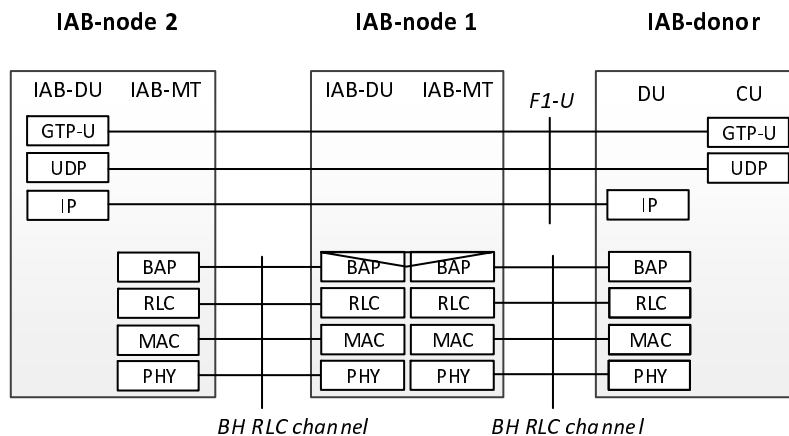 IAB-node 2 IAB-node 1 IAB-donor
IAB-DU IAB-MT IAB-DU IAB-MT F1-U DU CU
GTP-U GTP-U
UDP UDP
IP IP
BAP BAP BAP BAP
RLC RLC RLC RLC
MAC MAC MAC MAC
PHY PHY PHY PHY
BH RLC channel BH RLC channel